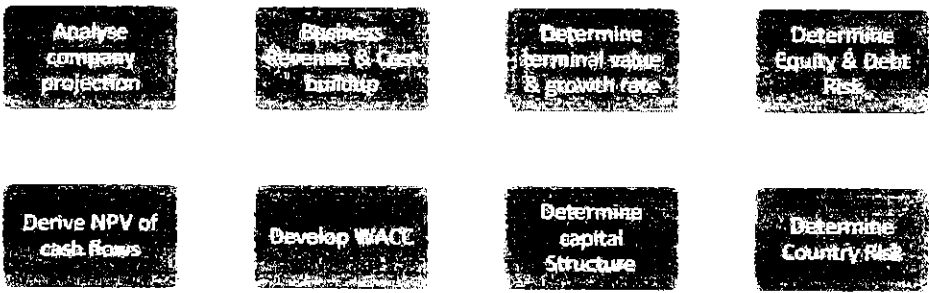 Analyse
company
projection
Business
Revenue & Cost
buildup
Determine
terminal value
& growth rate
Determine
Equity & Debt
Risk
Derive NPV of
cash flows
Develop WACC
Determine
capital
Structure
Determine
Country Risk